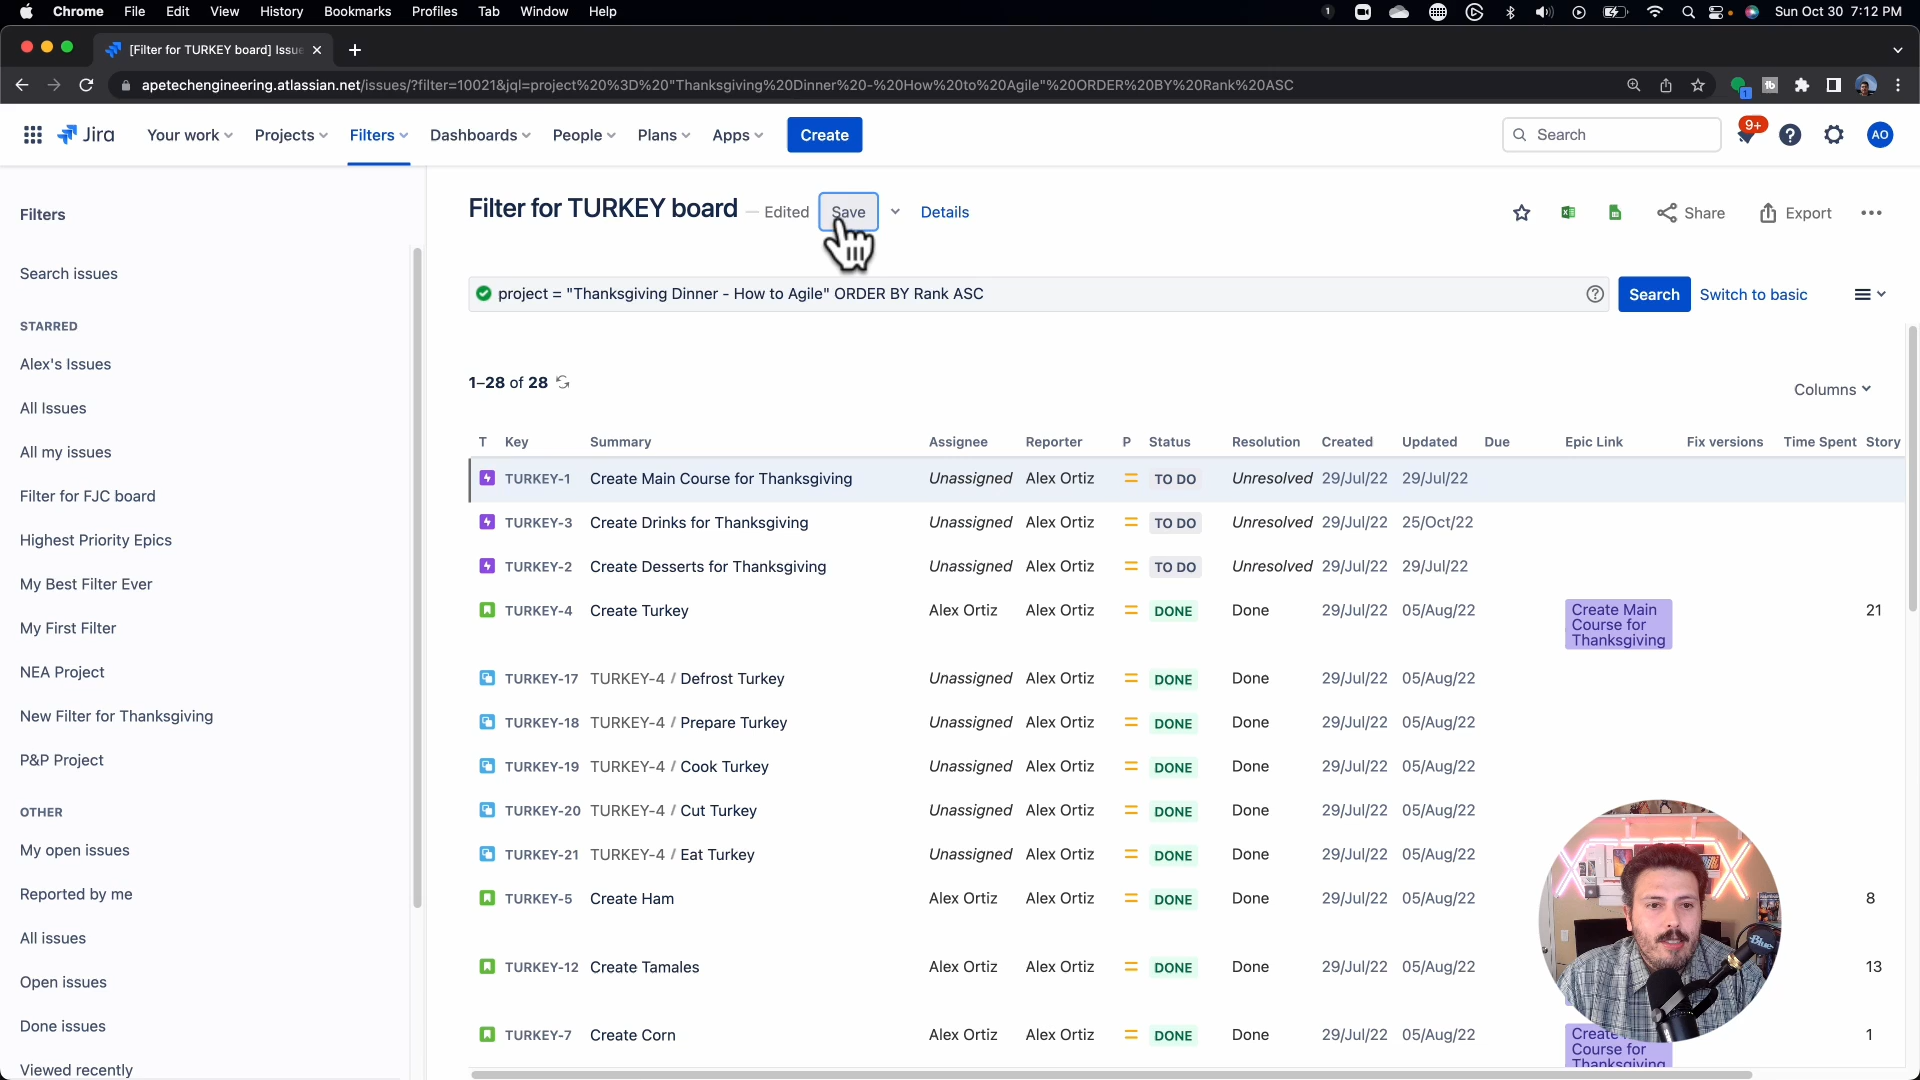 Chrome File Edit View History Bookmarks Profiles Tab Window Help
1 Sun Oct 30 7:12 PM
[Filter for TURKEY board] Issue
apetechengineering.atlassian.net/issues/?filter=10021&jql=project%20%3D%20"Thanksgiving%20Dinner%20-%20How%20to%20Agile"%20ORDER%20BY%20Rank%20ASC
1 tb
Jira Your work Projects Filters Dashboards People Plans Apps Create
Search 9+ ? AO
Filters
Search issues
STARRED
Alex's Issues
All Issues
All my issues
Filter for FJC board
Highest Priority Epics
My Best Filter Ever
My First Filter
NEA Project
New Filter for Thanksgiving
P&P Project
OTHER
My open issues
Reported by me
All issues
Open issues
Done issues
Viewed recently
Filter for TURKEY board — Edited Save Details
Share Export
project = "Thanksgiving Dinner - How to Agile" ORDER BY Rank ASC
? Search Switch to basic
1–28 of 28
Columns
T Key Summary Assignee Reporter P Status Resolution Created Updated Due Epic Link Fix versions Time Spent Story
TURKEY-1 Create Main Course for Thanksgiving Unassigned Alex Ortiz TO DO Unresolved 29/Jul/22 29/Jul/22
TURKEY-3 Create Drinks for Thanksgiving Unassigned Alex Ortiz TO DO Unresolved 29/Jul/22 25/Oct/22
TURKEY-2 Create Desserts for Thanksgiving Unassigned Alex Ortiz TO DO Unresolved 29/Jul/22 29/Jul/22
TURKEY-4 Create Turkey Alex Ortiz Alex Ortiz DONE Done 29/Jul/22 05/Aug/22 Create Main 21
Course for
Thanksgiving
TURKEY-17 TURKEY-4 / Defrost Turkey Unassigned Alex Ortiz DONE Done 29/Jul/22 05/Aug/22
TURKEY-18 TURKEY-4 / Prepare Turkey Unassigned Alex Ortiz DONE Done 29/Jul/22 05/Aug/22
TURKEY-19 TURKEY-4 / Cook Turkey Unassigned Alex Ortiz DONE Done 29/Jul/22 05/Aug/22
TURKEY-20 TURKEY-4 / Cut Turkey Unassigned Alex Ortiz DONE Done 29/Jul/22 05/Aug/22
TURKEY-21 TURKEY-4 / Eat Turkey Unassigned Alex Ortiz DONE Done 29/Jul/22 05/Aug/22
TURKEY-5 Create Ham Alex Ortiz Alex Ortiz DONE Done 29/Jul/22 05/Aug/22 8
TURKEY-12 Create Tamales Alex Ortiz Alex Ortiz DONE Done 29/Jul/22 05/Aug/22 13
TURKEY-7 Create Corn Alex Ortiz Alex Ortiz DONE Done 29/Jul/22 05/Aug/22 Create 1
Course for
Thanksgiving
Blue